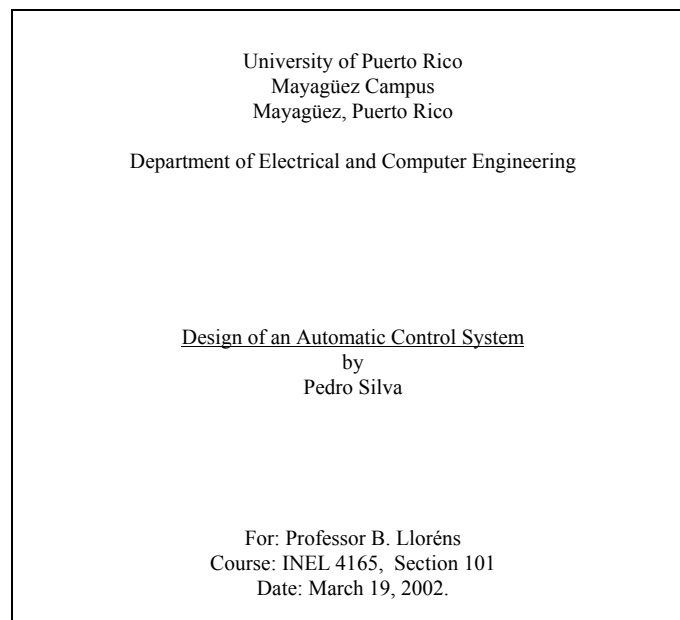 University of Puerto Rico
Mayagüez Campus
Mayagüez, Puerto Rico
Department of Electrical and Computer Engineering
Design of an Automatic Control System
by
Pedro Silva
For: Professor B. Lloréns
Course: INEL 4165, Section 101
Date: March 19, 2002.